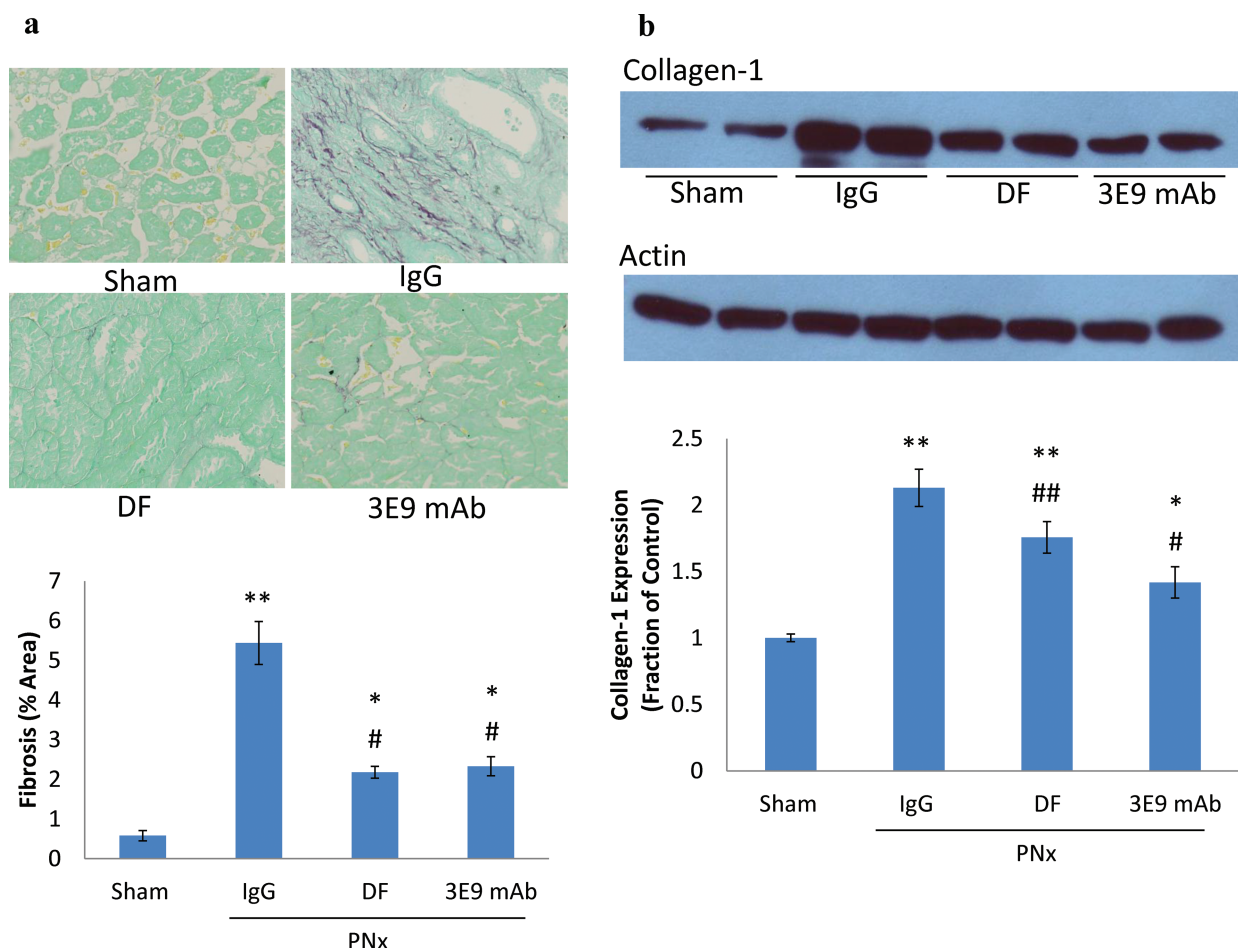 a
Sham
IgG
DF
3E9 mAb
7
6
5
4
3
2
1
0
Fibrosis (% Area)
**
*
#
*
#
Sham IgG DF 3E9 mAb
PNx
b
Collagen-1
Sham IgG DF 3E9 mAb
Actin
2.5
2
1.5
1
0.5
0
Collagen-1 Expression
(Fraction of Control)
**
**
##
*
#
Sham IgG DF 3E9 mAb
PNx